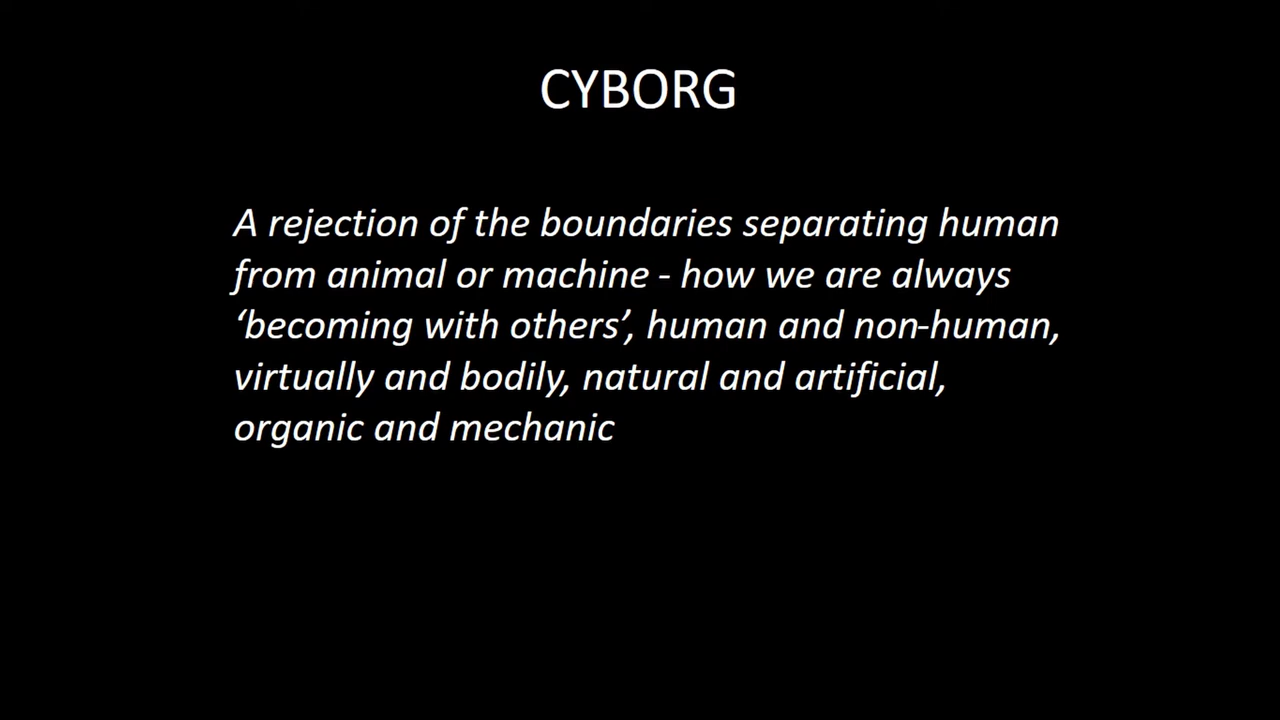 CYBORG
A rejection of the boundaries separating human
from animal or machine - how we are always
‘becoming with others’, human and non-human,
virtually and bodily, natural and artificial,
organic and mechanic